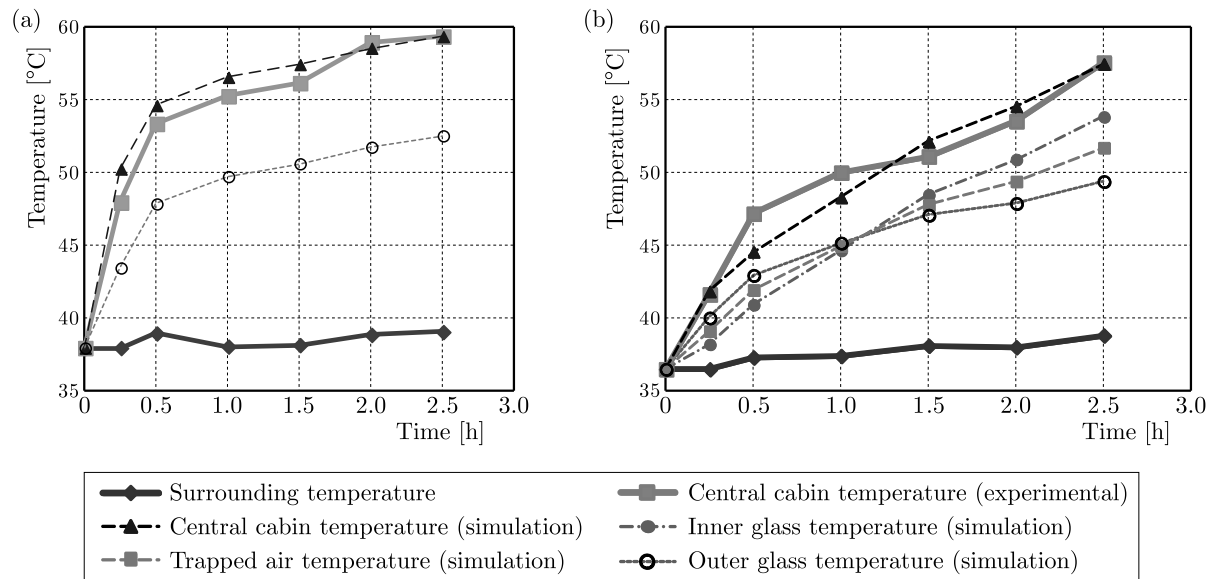 (a)
Temperature [°C]
60
55
50
45
40
35
0 0.5 1.0 1.5 2.0 2.5 3.0
Time [h]
(b)
Temperature [°C]
60
55
50
45
40
35
0 0.5 1.0 1.5 2.0 2.5 3.0
Time [h]
Surrounding temperature
Central cabin temperature (experimental)
Central cabin temperature (simulation)
Inner glass temperature (simulation)
Trapped air temperature (simulation)
Outer glass temperature (simulation)